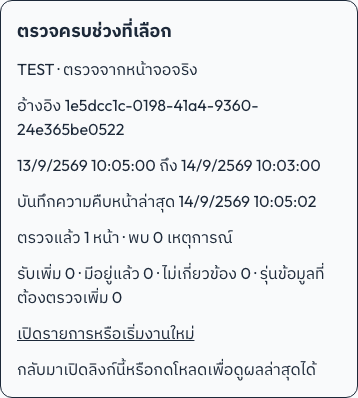 ตรวจครบช่วงที่เลือก
TEST · ตรวจจากหน้าจอจริง
อ้างอิง 1e5dcc1c-0198-41a4-9360-
24e365be0522
13/9/2569 10:05:00 ถึง 14/9/2569 10:03:00
บันทึกความคืบหน้าล่าสุด 14/9/2569 10:05:02
ตรวจแล้ว 1 หน้า · พบ 0 เหตุการณ์
รับเพิ่ม 0 · มีอยู่แล้ว 0 · ไม่เกี่ยวข้อง 0 · รุ่นข้อมูลที่
ต้องตรวจเพิ่ม 0
เปิดรายการหรือเริ่มงานใหม่
กลับมาเปิดลิงก์นี้หรือกดโหลดเพื่อดูผลล่าสุดได้